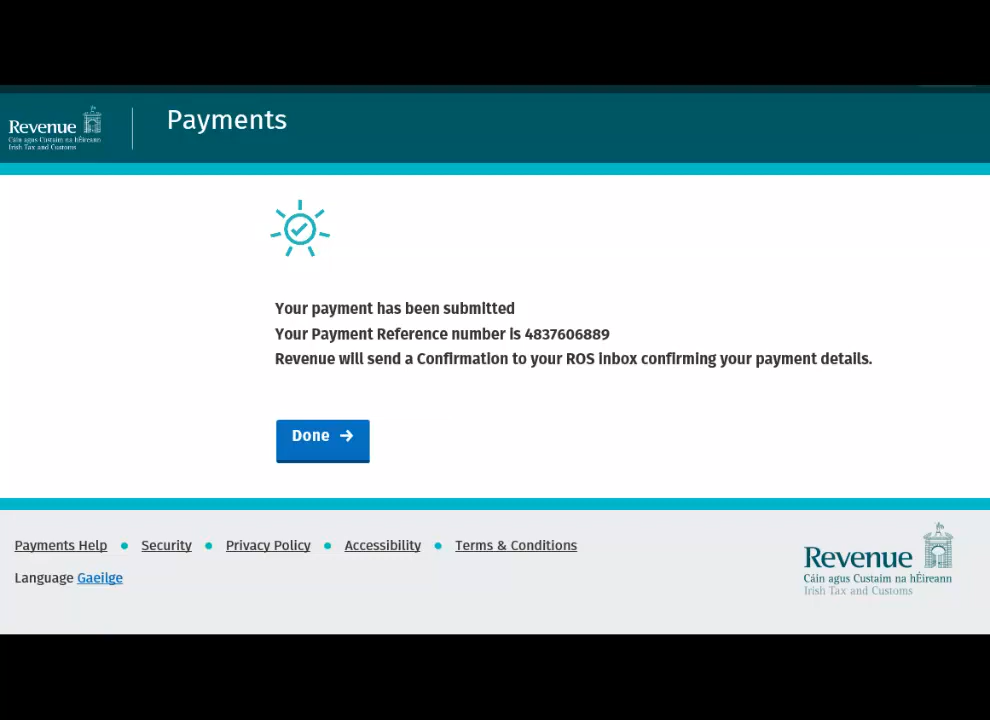 Revenue
Cáin agus Custaim na hÉireann
Irish Tax and Customs
Payments
Your payment has been submitted
Your Payment Reference number is 4837606889
Revenue will send a Confirmation to your ROS inbox confirming your payment details.
Done
Payments Help
Security
Privacy Policy
Accessibility
Terms & Conditions
Language Gaeilge
Revenue
Cáin agus Custaim na hÉireann
Irish Tax and Customs